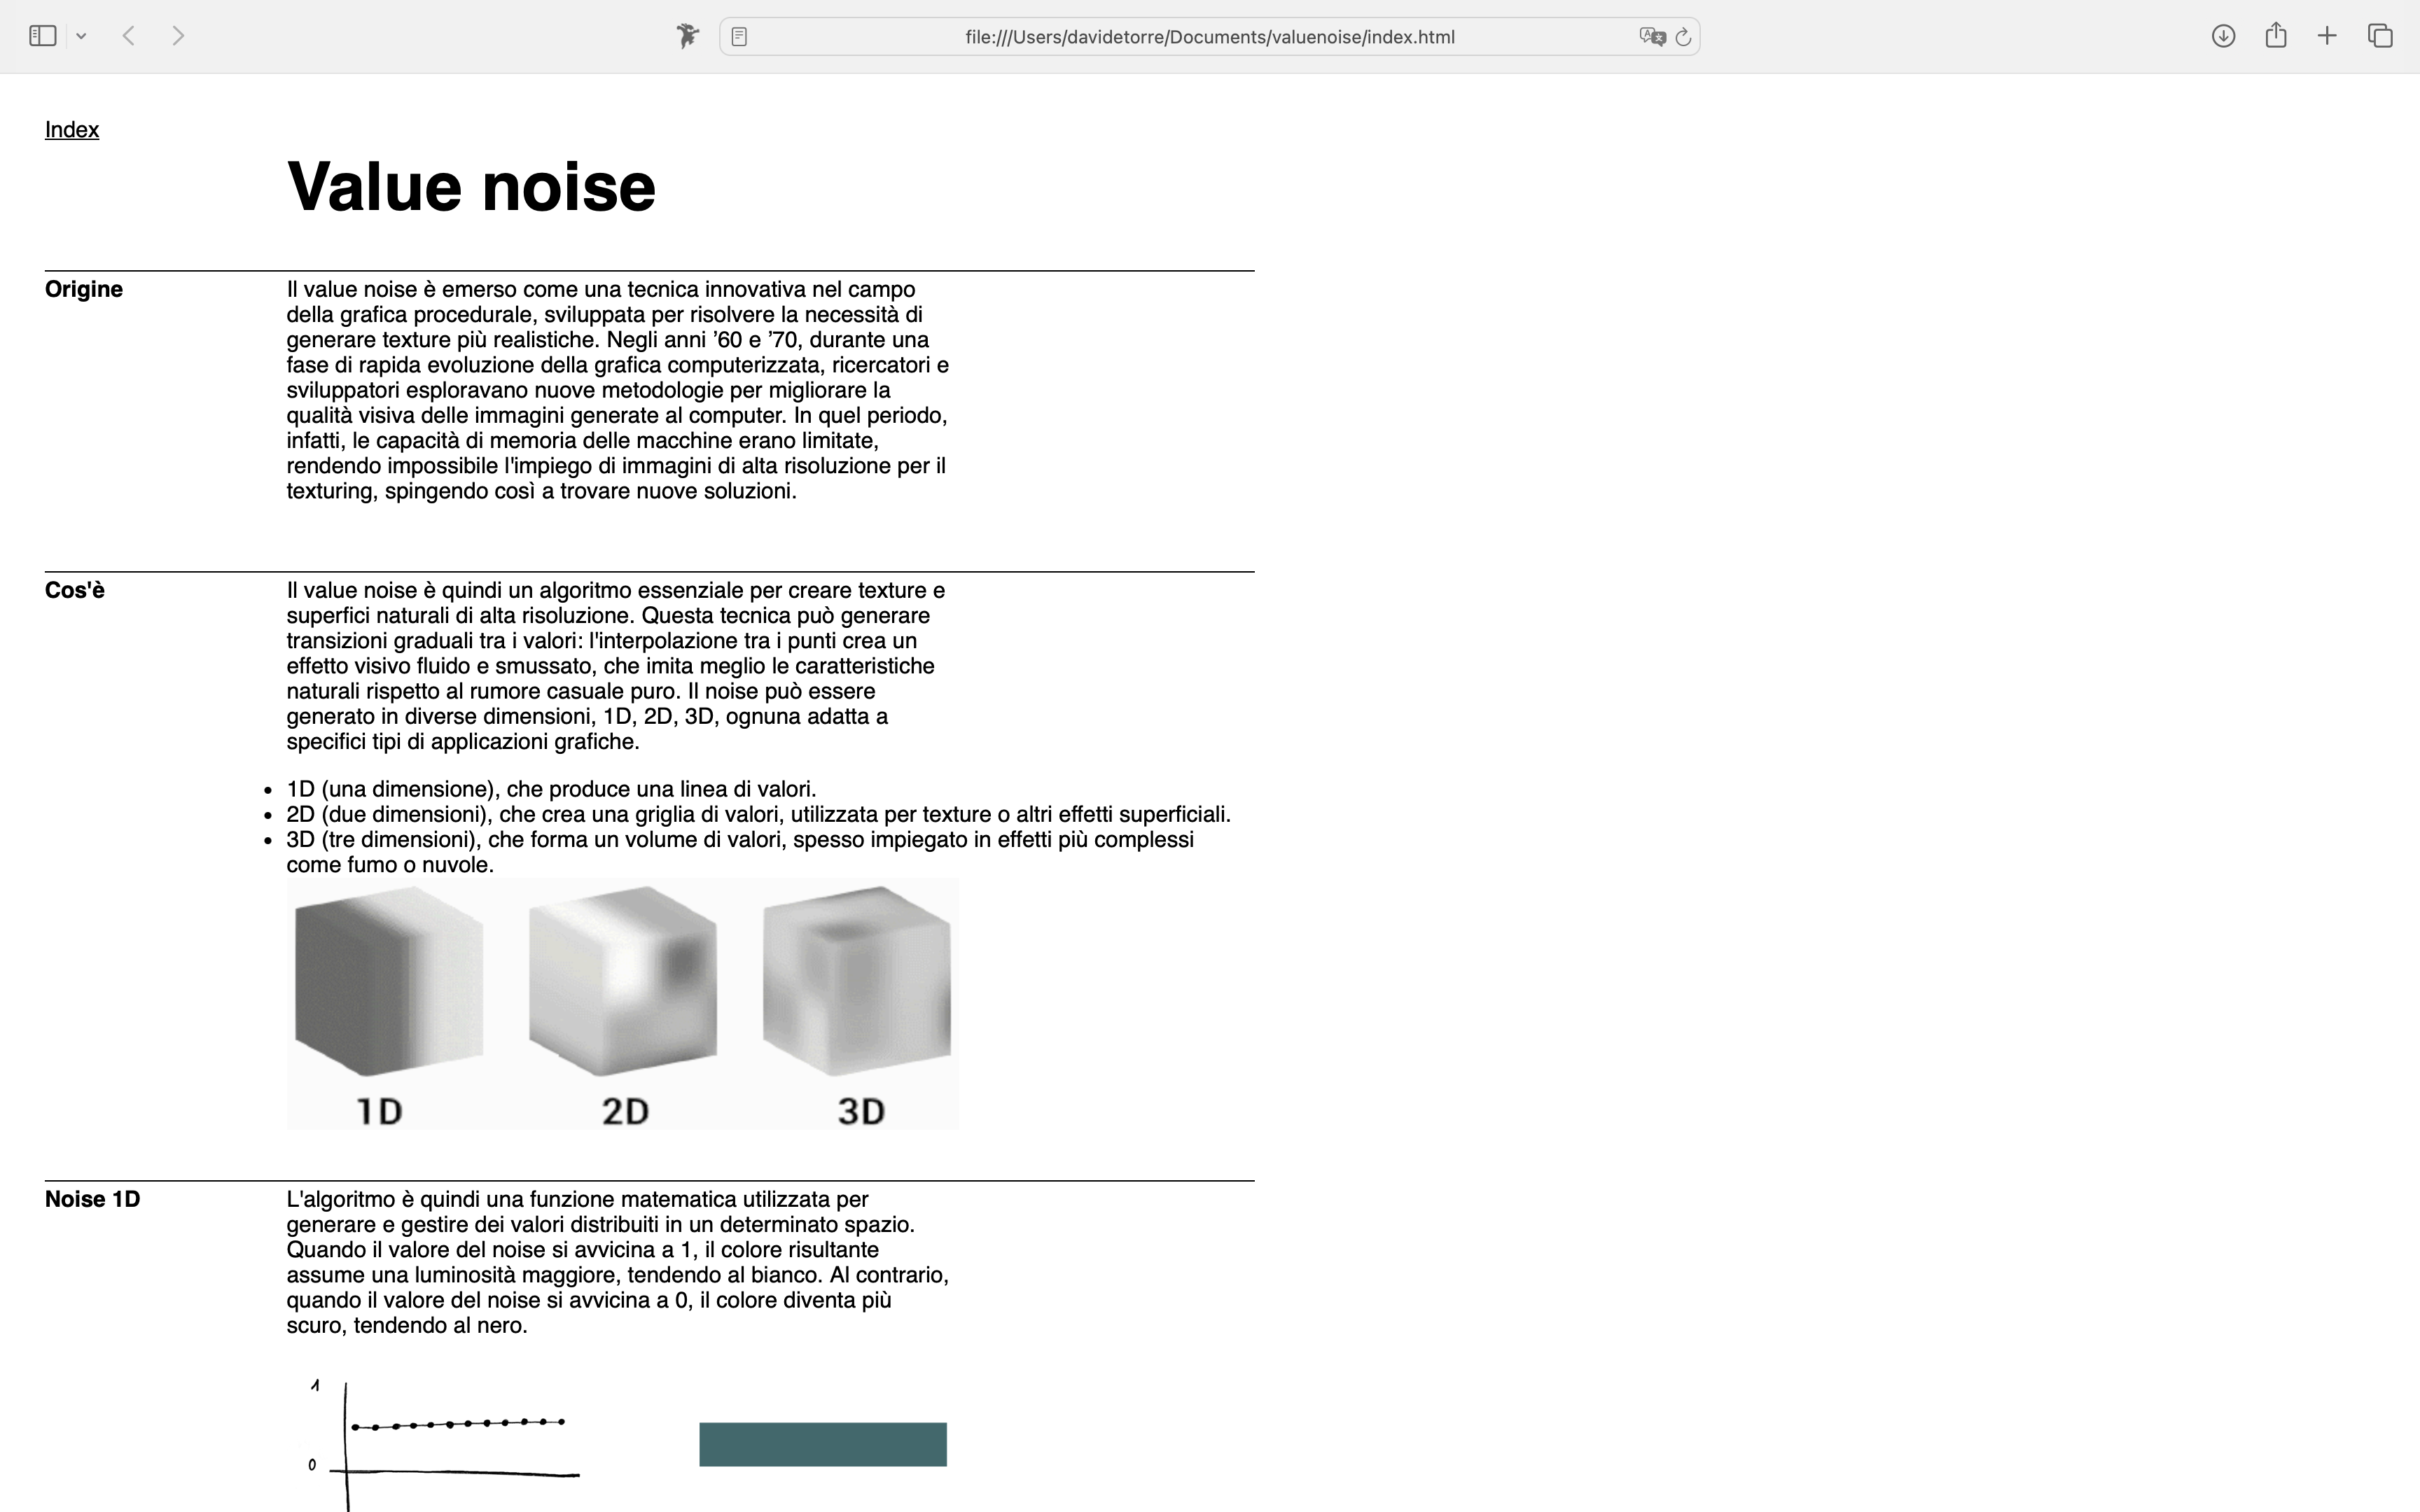 file:///Users/davidetorre/Documents/valuenoise/index.html
Index
Value noise
Origine
Il value noise è emerso come una tecnica innovativa nel campo
della grafica procedurale, sviluppata per risolvere la necessità di
generare texture più realistiche. Negli anni ’60 e ’70, durante una
fase di rapida evoluzione della grafica computerizzata, ricercatori e
sviluppatori esploravano nuove metodologie per migliorare la
qualità visiva delle immagini generate al computer. In quel periodo,
infatti, le capacità di memoria delle macchine erano limitate,
rendendo impossibile l'impiego di immagini di alta risoluzione per il
texturing, spingendo così a trovare nuove soluzioni.
Cos'è
Il value noise è quindi un algoritmo essenziale per creare texture e
superfici naturali di alta risoluzione. Questa tecnica può generare
transizioni graduali tra i valori: l'interpolazione tra i punti crea un
effetto visivo fluido e smussato, che imita meglio le caratteristiche
naturali rispetto al rumore casuale puro. Il noise può essere
generato in diverse dimensioni, 1D, 2D, 3D, ognuna adatta a
specifici tipi di applicazioni grafiche.
• 1D (una dimensione), che produce una linea di valori.
• 2D (due dimensioni), che crea una griglia di valori, utilizzata per texture o altri effetti superficiali.
• 3D (tre dimensioni), che forma un volume di valori, spesso impiegato in effetti più complessi
come fumo o nuvole.
1D 2D 3D
Noise 1D
L'algoritmo è quindi una funzione matematica utilizzata per
generare e gestire dei valori distribuiti in un determinato spazio.
Quando il valore del noise si avvicina a 1, il colore risultante
assume una luminosità maggiore, tendendo al bianco. Al contrario,
quando il valore del noise si avvicina a 0, il colore diventa più
scuro, tendendo al nero.
1
0